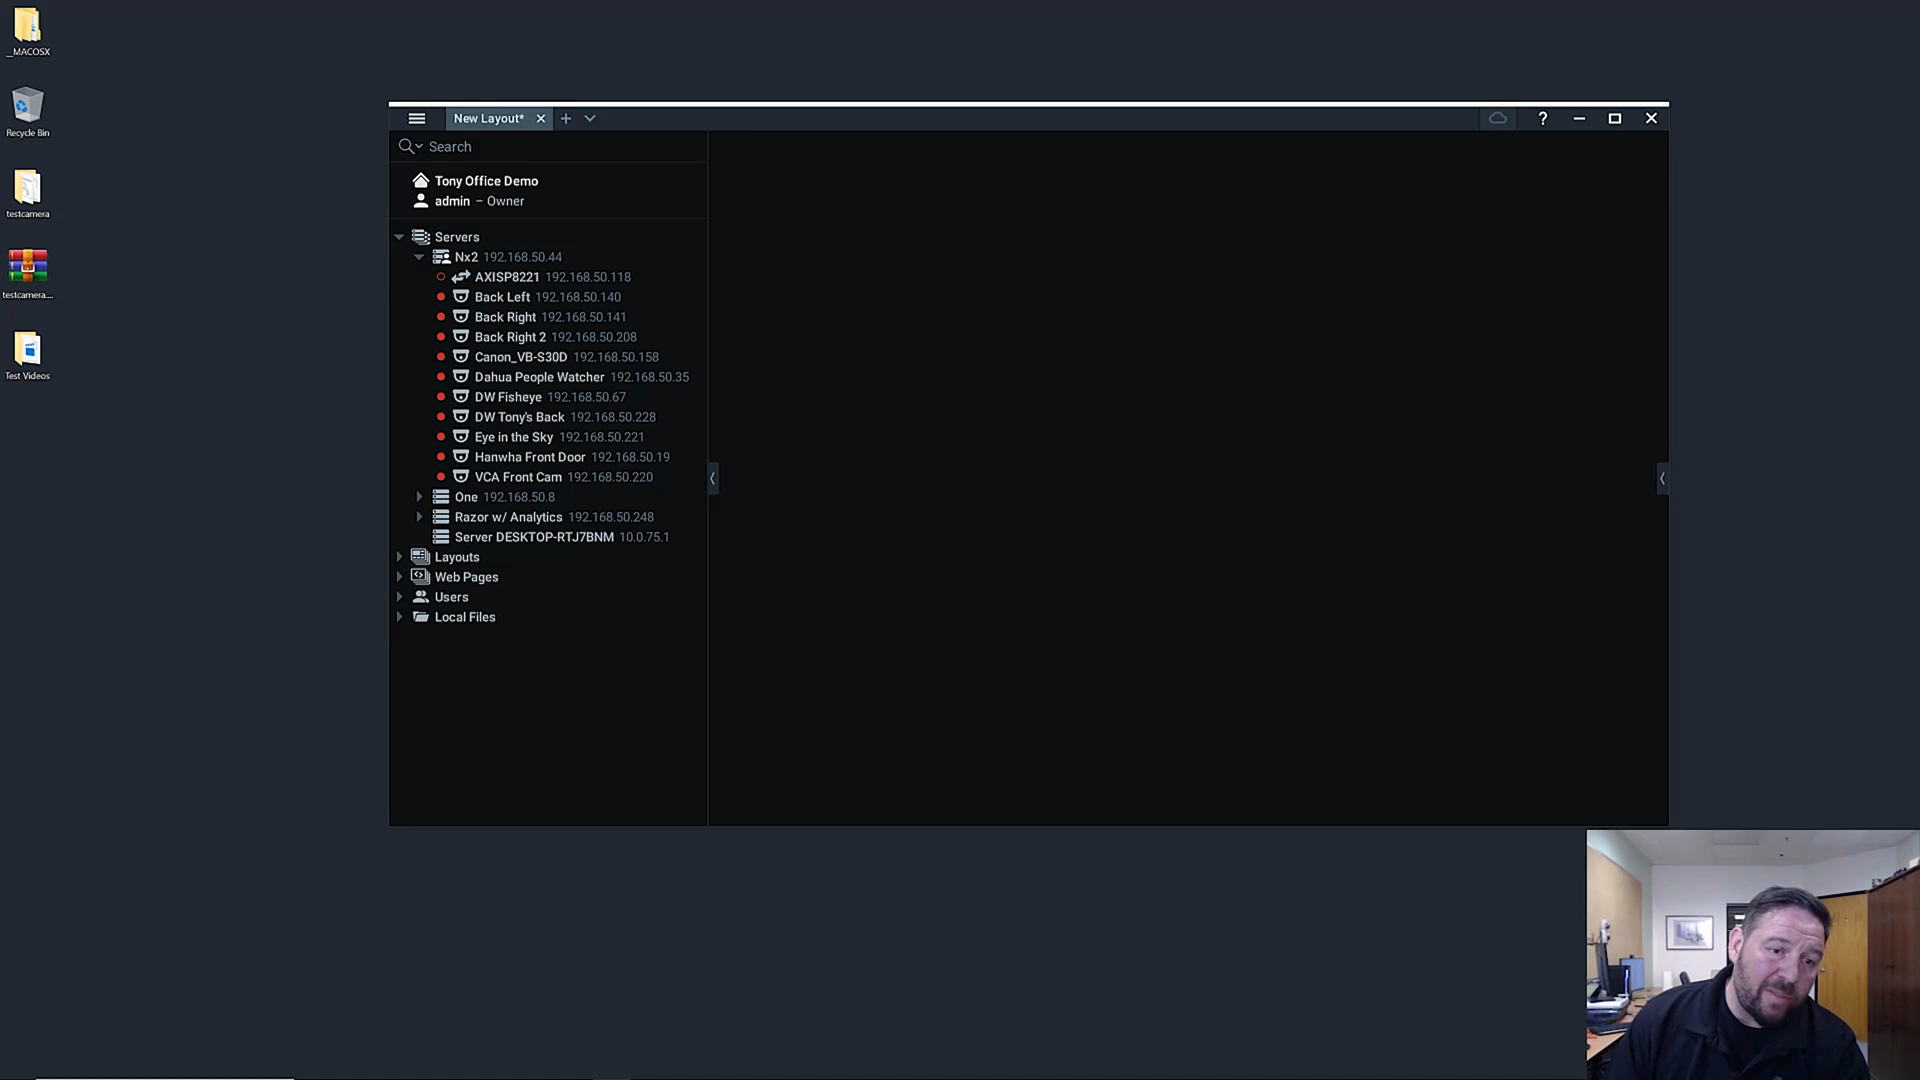 _MACOSX
Recycle Bin
testcamera
testcamera....
Test Videos
New Layout*
Search
Tony Office Demo
admin – Owner
Servers
Nx2 192.168.50.44
AXISP8221 192.168.50.118
Back Left 192.168.50.140
Back Right 192.168.50.141
Back Right 2 192.168.50.208
Canon_VB-S30D 192.168.50.158
Dahua People Watcher 192.168.50.35
DW Fisheye 192.168.50.67
DW Tony's Back 192.168.50.228
Eye in the Sky 192.168.50.221
Hanwha Front Door 192.168.50.19
VCA Front Cam 192.168.50.220
One 192.168.50.8
Razor w/ Analytics 192.168.50.248
Server DESKTOP-RTJ7BNM 10.0.75.1
Layouts
Web Pages
Users
Local Files